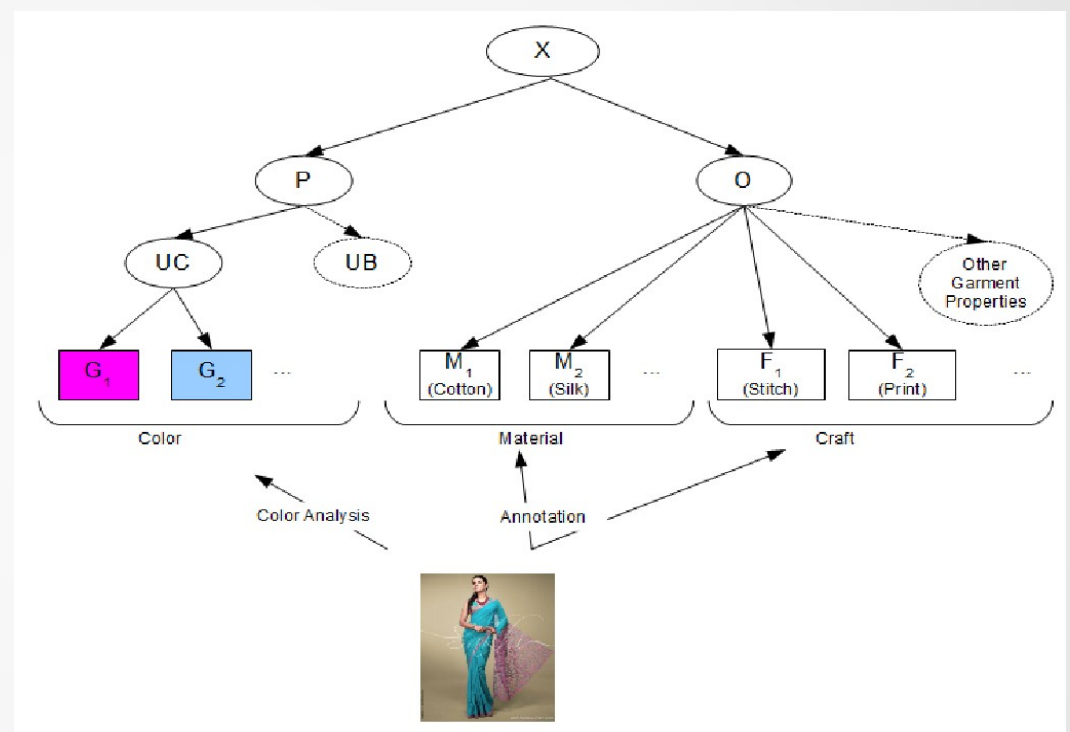 X
P
O
UC
UB
Other
Garment
Properties
G1
G2
...
M1
(Cotton)
M2
(Silk)
...
F1
(Stitch)
F2
(Print)
...
Color
Material
Craft
Color Analysis
Annotation